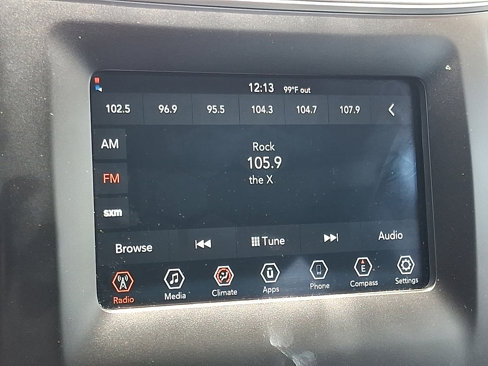 12:13 99°F out
102.5 96.9 95.5 104.3 104.7 107.9
AM
Rock
105.9
the X
FM
sxm
Browse Tune Audio
Radio Media Climate Apps Phone Compass Settings
E